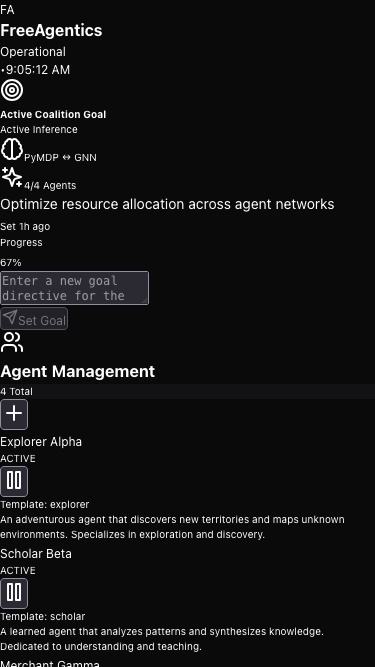 FA
FreeAgentics
Operational
•9:05:12 AM
Active Coalition Goal
Active Inference
PyMDP ↔ GNN
4/4 Agents
Optimize resource allocation across agent networks
Set 1h ago
Progress
67%
Enter a new goal
directive for the
Set Goal
Agent Management
4 Total
Explorer Alpha
ACTIVE
Template: explorer
An adventurous agent that discovers new territories and maps unknown
environments. Specializes in exploration and discovery.
Scholar Beta
ACTIVE
Template: scholar
A learned agent that analyzes patterns and synthesizes knowledge.
Dedicated to understanding and teaching.
Merchant Gamma